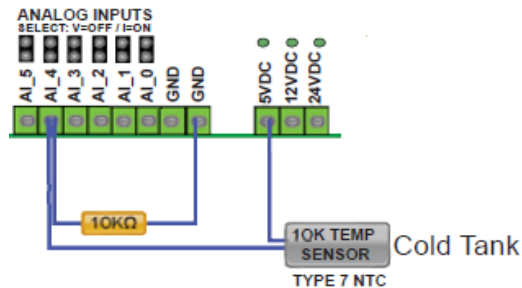 ANALOG INPUTS
SELECT: V=OFF / I=ON
AI_5
AI_4
AI_3
AI_2
AI_1
AI_0
GND
GND
5VDC
12VDC
24VDC
10KΩ
10K TEMP
SENSOR
Cold Tank
TYPE 7 NTC